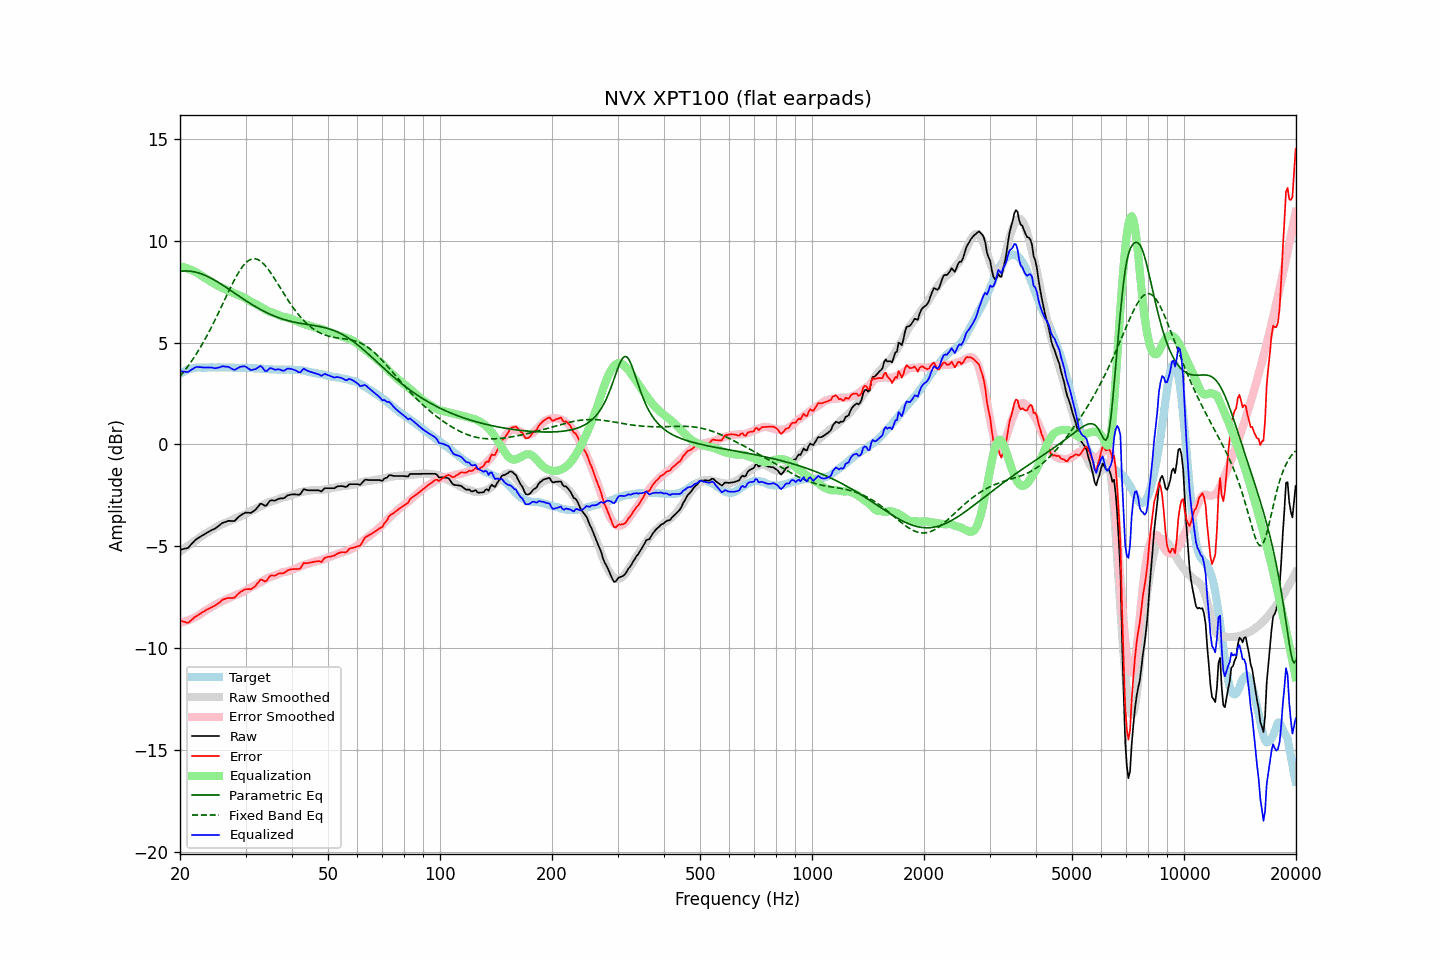 NVX XPT100 (flat earpads)
Amplitude (dBr)
15
10
5
0
−5
−10
−15
−20
Target
Raw Smoothed
Error Smoothed
Raw
Error
Equalization
Parametric Eq
Fixed Band Eq
Equalized
20
50
100
200
500
1000
2000
5000
10000
20000
Frequency (Hz)